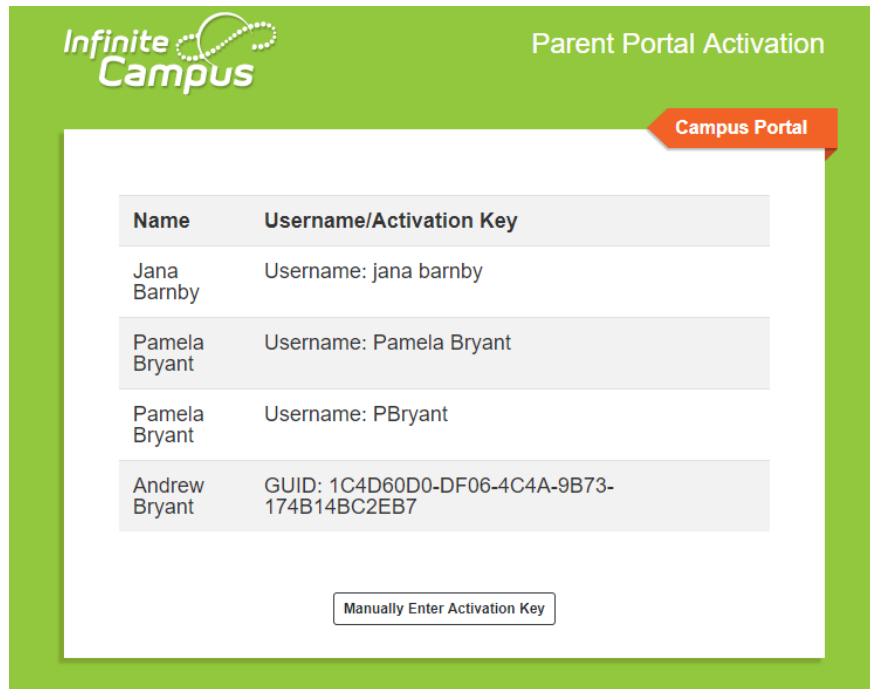 Infinite
Campus
Parent Portal Activation
Campus Portal
Name Username/Activation Key
Jana
Barnby
Username: jana barnby
Pamela
Bryant
Username: Pamela Bryant
Pamela
Bryant
Username: PBryant
Andrew
Bryant
GUID: 1C4D60D0-DF06-4C4A-9B73-
174B14BC2EB7
Manually Enter Activation Key